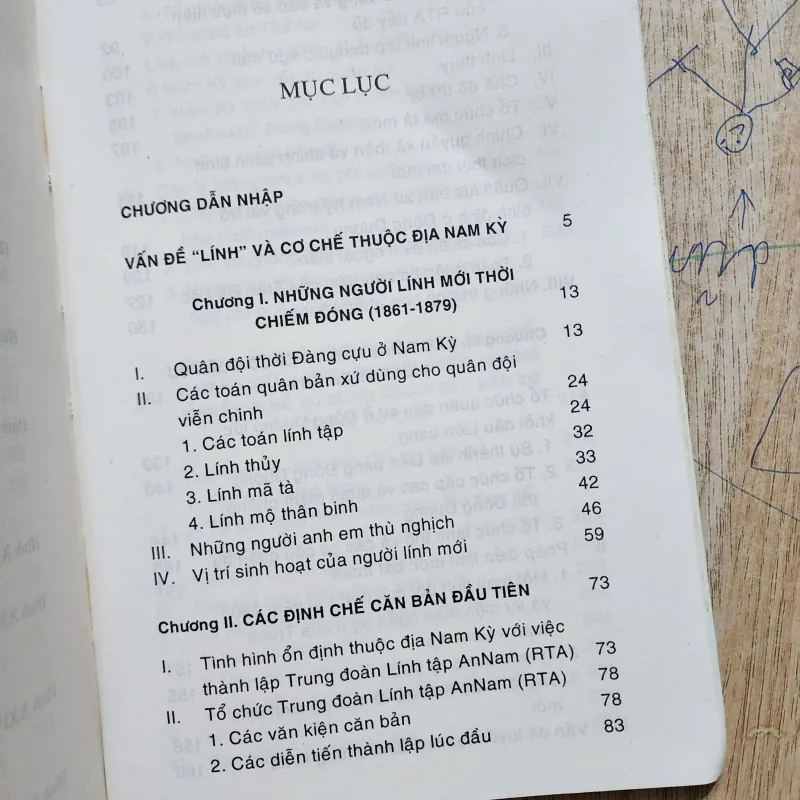 MỤC LỤC
CHƯƠNG DẪN NHẬP
VẤN ĐỀ “LÍNH” VÀ CƠ CHẾ THUỘC ĐỊA NAM KỲ 5
Chương I. NHỮNG NGƯỜI LÍNH MỚI THỜI
CHIẾM ĐÓNG (1861-1879) 13
I. Quân đội thời Đàng cựu ở Nam Kỳ 13
II. Các toán quân bản xứ dùng cho quân đội
viễn chinh 24
1. Các toán lính tập 24
2. Lính thủy 32
3. Lính mã tà 33
4. Lính mộ thân binh 42
III. Những người anh em thù nghịch 46
IV. Vị trí sinh hoạt của người lính mới 59
Chương II. CÁC ĐỊNH CHẾ CĂN BẢN ĐẦU TIÊN 73
I. Tình hình ổn định thuộc địa Nam Kỳ với việc
thành lập Trung đoàn Lính tập AnNam (RTA) 73
II. Tổ chức Trung đoàn Lính tập AnNam (RTA) 78
1. Các văn kiện căn bản 78
2. Các diễn tiến thành lập lúc đầu 83